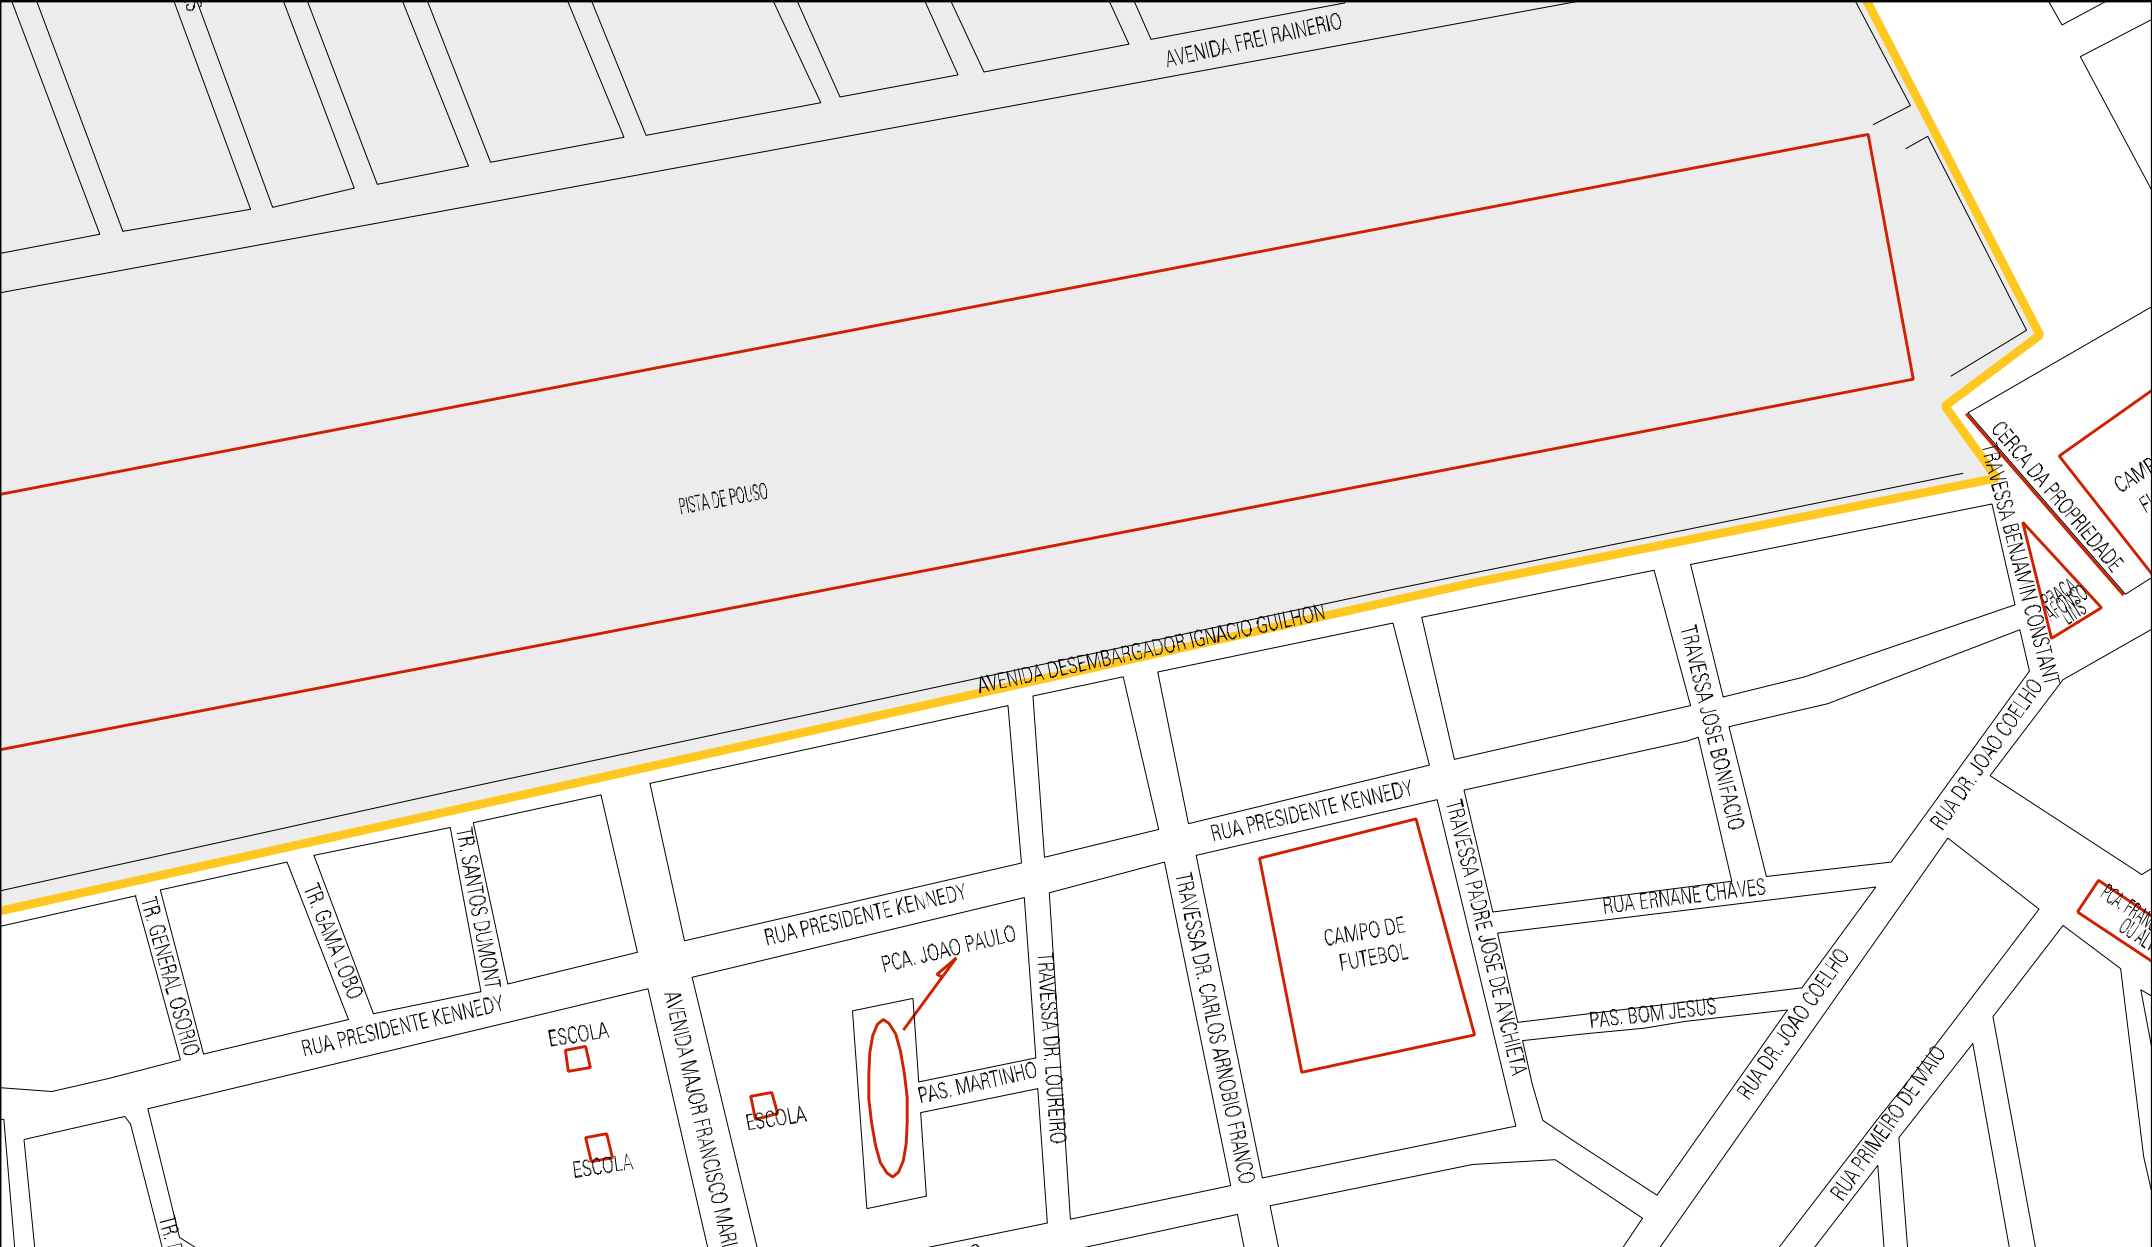 AVENIDA FREI RAINERIO
PISTA DE POUSO
CERCA DA PROPRIEDADE
TRAVESSA BENJAMIN CONSTANT
AVENIDA DESEMBARGADOR IGNACIO GUILHON
TRAVESSA JOSE BONIFACIO
RUA DR. JOAO COELHO
RUA PRESIDENTE KENNEDY
TRAVESSA PADRE JOSE DE ANCHIETA
TR. SANTOS DUMONT
TR. GAMA LOBO
TR. GENERAL OSORIO
RUA PRESIDENTE KENNEDY
PCA. JOAO PAULO
TRAVESSA DR. CARLOS ARNOBIO FRANCO
CAMPO DE
FUTEBOL
RUA ERNANE CHAVES
RUA PRESIDENTE KENNEDY
AVENIDA MAJOR FRANCISCO MARI
TRAVESSA DR. LOUREIRO
PAS. BOM JESUS
RUA DR. JOAO COELHO
ESCOLA
PAS. MARTINHO
ESCOLA
ESCOLA
RUA PRIMEIRO DE MAIO
PCA. FRAN
TR.